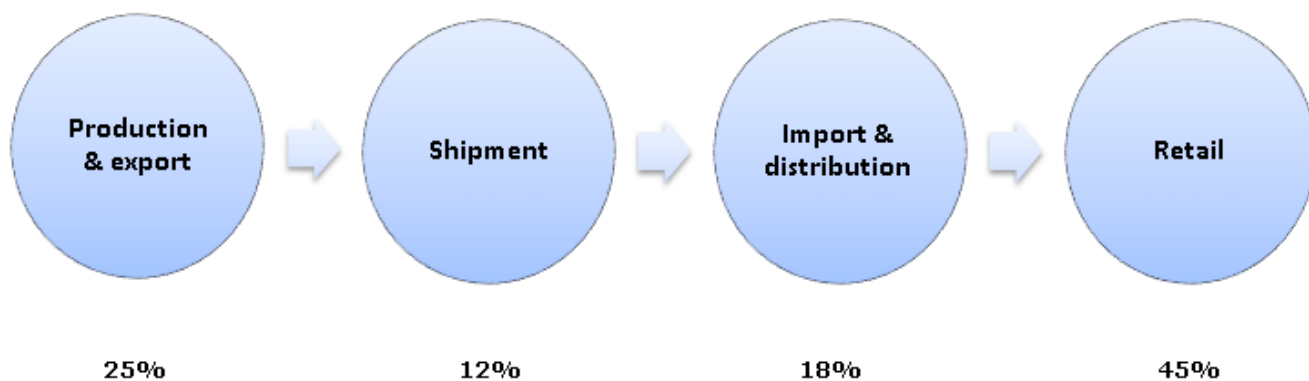 Production
& export
Shipment
Import &
distribution
Retail
25%
12%
18%
45%